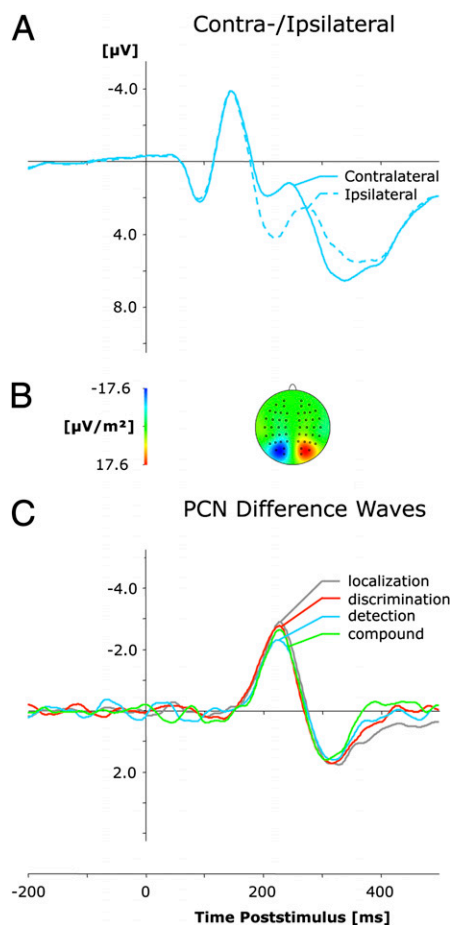 A
Contra-/Ipsilateral
[µV]
-4.0
Contralateral
Ipsilateral
4.0
8.0
B
-17.6
[µV/m²]
17.6
C
PCN Difference Waves
-4.0
localization
discrimination
detection
compound
-2.0
2.0
-200 0 200 400
Time Poststimulus [ms]